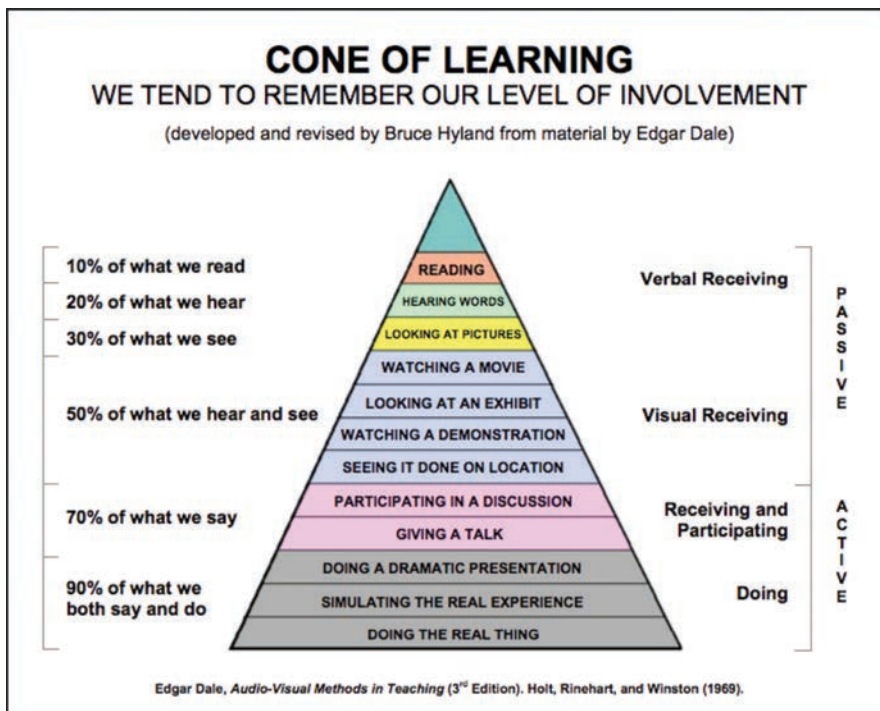 CONE OF LEARNING
WE TEND TO REMEMBER OUR LEVEL OF INVOLVEMENT
(developed and revised by Bruce Hyland from material by Edgar Dale)
10% of what we read
READING
Verbal Receiving
20% of what we hear
HEARING WORDS
30% of what we see
LOOKING AT PICTURES
PASSIVE
WATCHING A MOVIE
50% of what we hear and see
LOOKING AT AN EXHIBIT
Visual Receiving
WATCHING A DEMONSTRATION
SEEING IT DONE ON LOCATION
70% of what we say
PARTICIPATING IN A DISCUSSION
Receiving and
Participating
GIVING A TALK
ACTIVE
90% of what we
both say and do
DOING A DRAMATIC PRESENTATION
Doing
SIMULATING THE REAL EXPERIENCE
DOING THE REAL THING
Edgar Dale, Audio-Visual Methods in Teaching (3rd Edition). Holt, Rinehart, and Winston (1969).